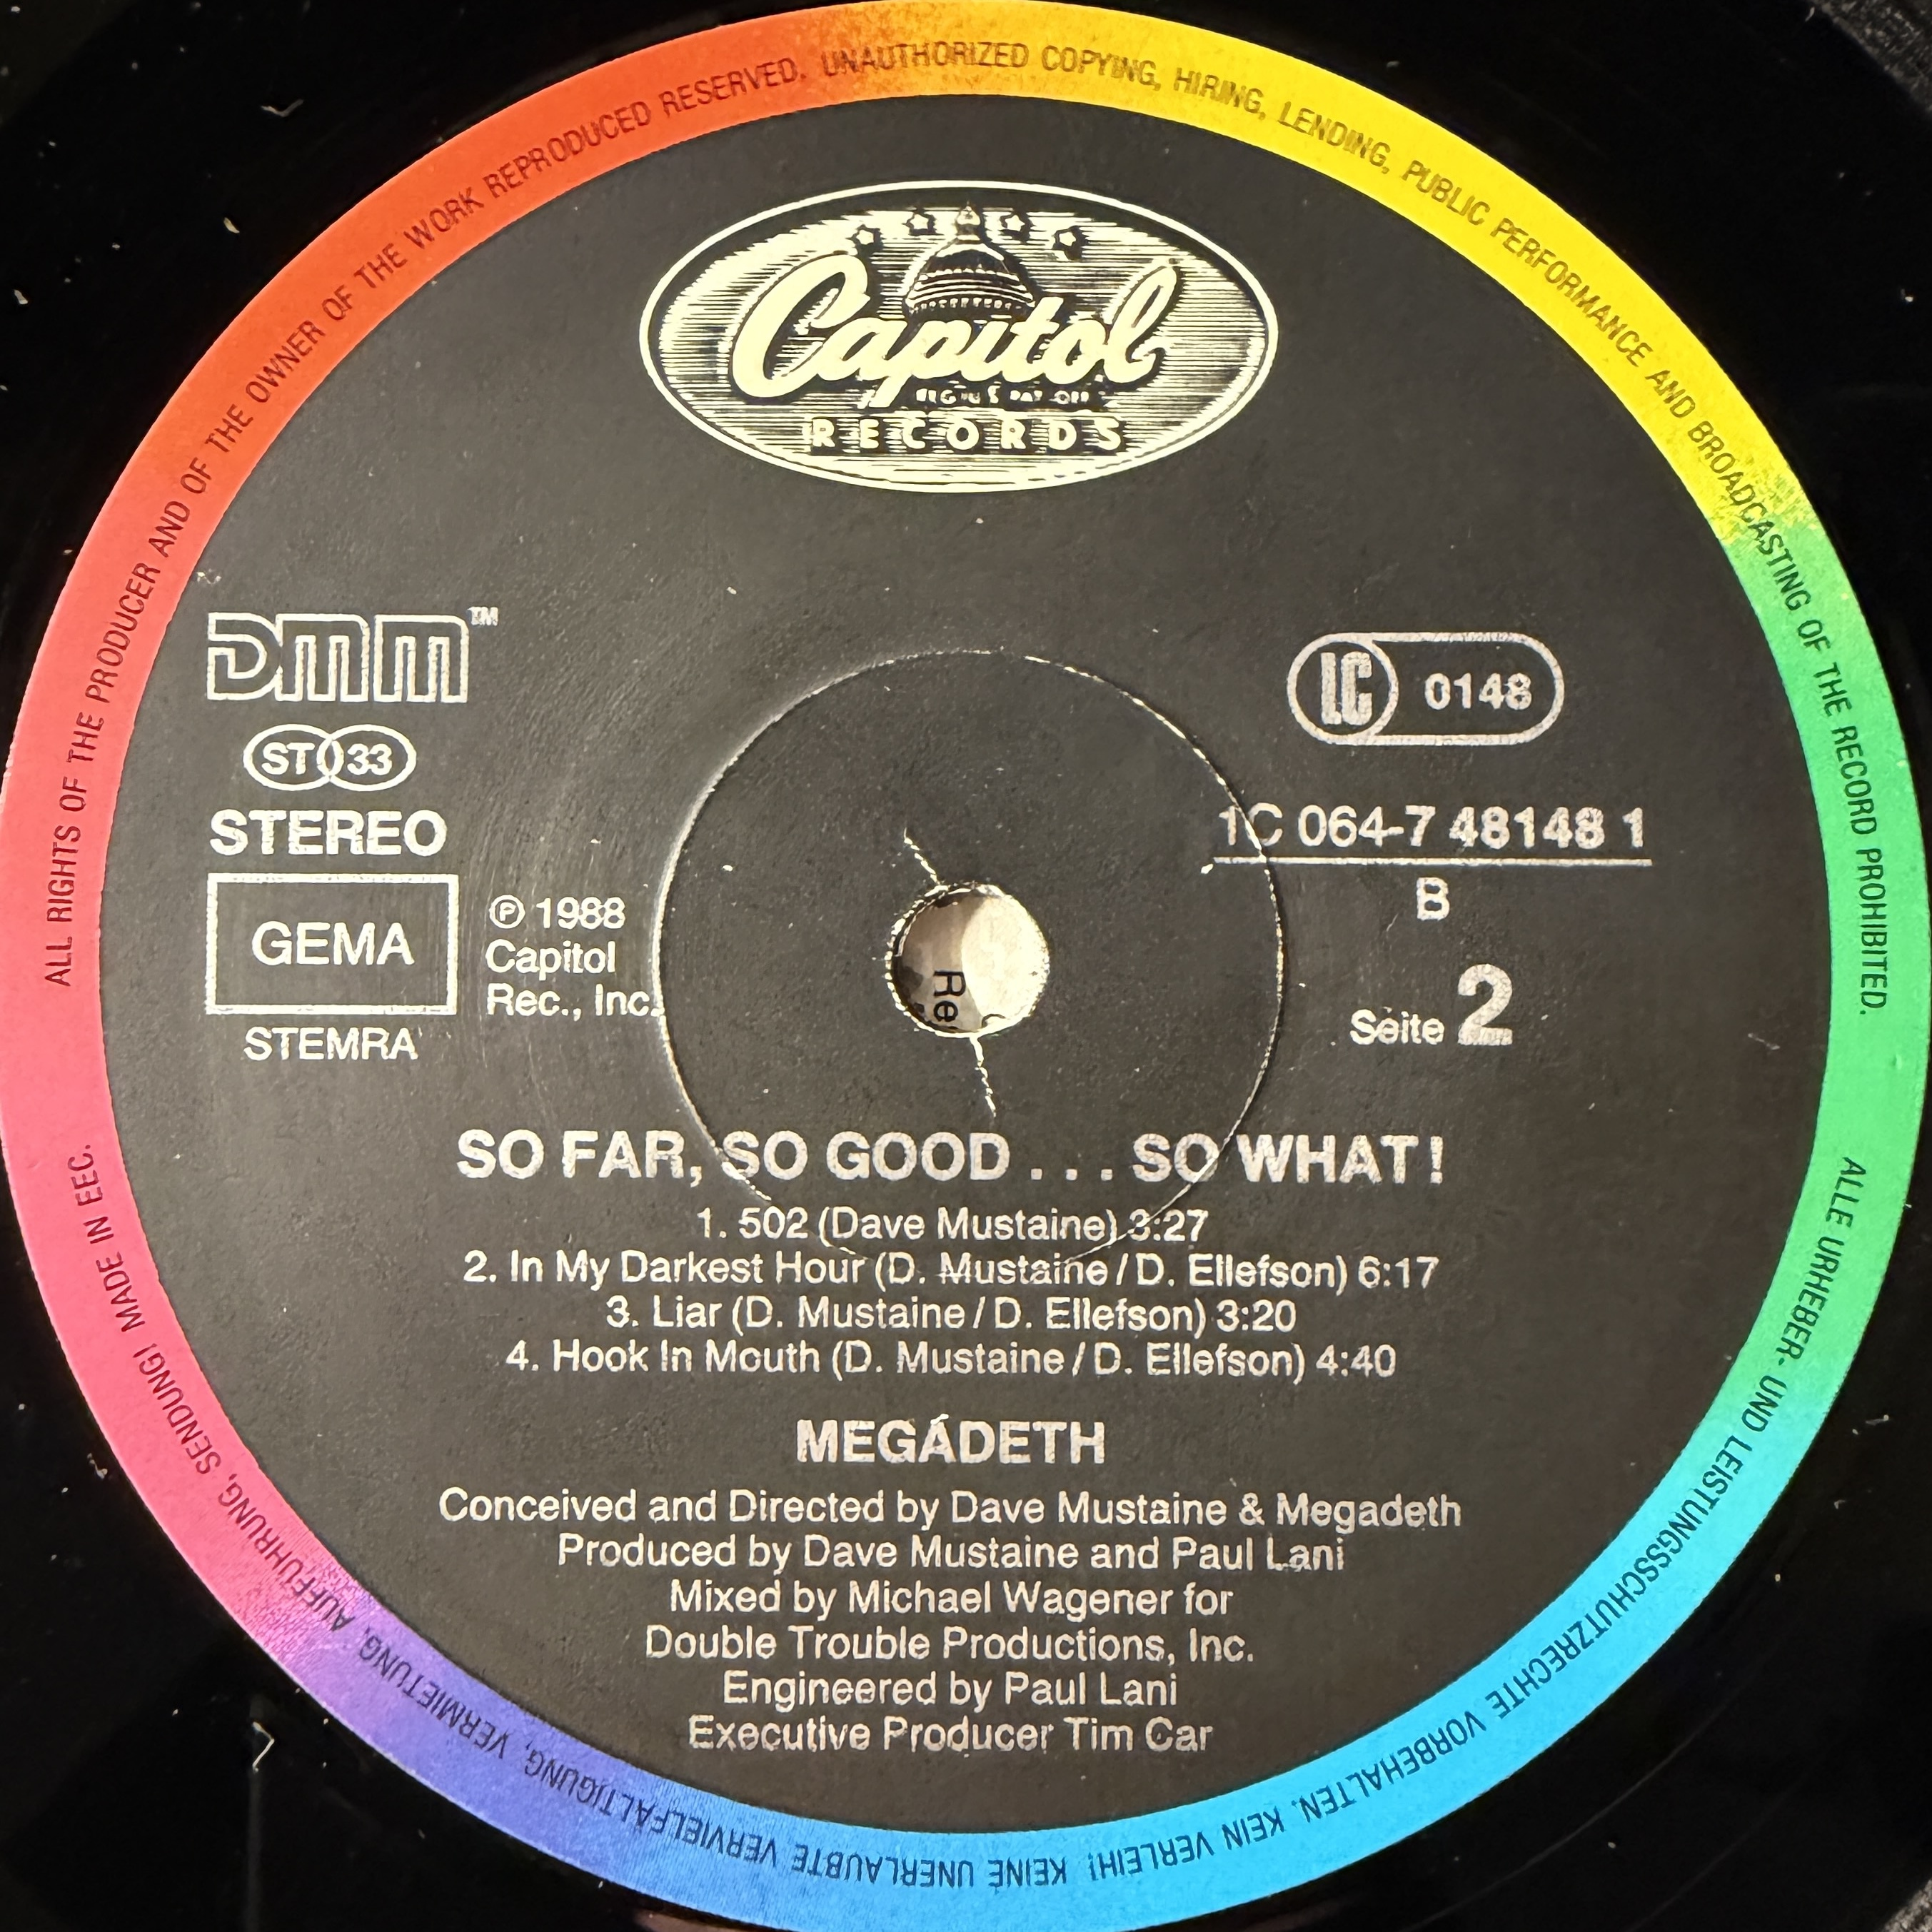 ALL RIGHTS OF THE PRODUCER AND OF THE OWNER OF THE WORK REPRODUCED RESERVED. UNAUTHORIZED COPYING, HIRING, LENDING, PUBLIC PERFORMANCE AND BROADCASTING OF THE RECORD PROHIBITED.
Capitol
RECORDS
DMM™
ST 33
STEREO
GEMA
STEMRA
℗ 1988
Capitol
Rec., Inc.
LC 0148
1C 064-7 48148 1
B
Seite 2
Re
SO FAR, SO GOOD . . . SO WHAT!
1. 502 (Dave Mustaine) 3:27
2. In My Darkest Hour (D. Mustaine / D. Ellefson) 6:17
3. Liar (D. Mustaine / D. Ellefson) 3:20
4. Hook In Mouth (D. Mustaine / D. Ellefson) 4:40
MEGADETH
Conceived and Directed by Dave Mustaine & Megadeth
Produced by Dave Mustaine and Paul Lani
Mixed by Michael Wagener for
Double Trouble Productions, Inc.
Engineered by Paul Lani
Executive Producer Tim Car
ALLE URHEBER- UND LEISTUNGSSCHUTZRECHTE VORBEHALTEN. KEIN VERLEIH! KEINE UNERLAUBTE VERVIELFÄLTIGUNG, VERMIETUNG, AUFFÜHRUNG, SENDUNG! MADE IN EEC.